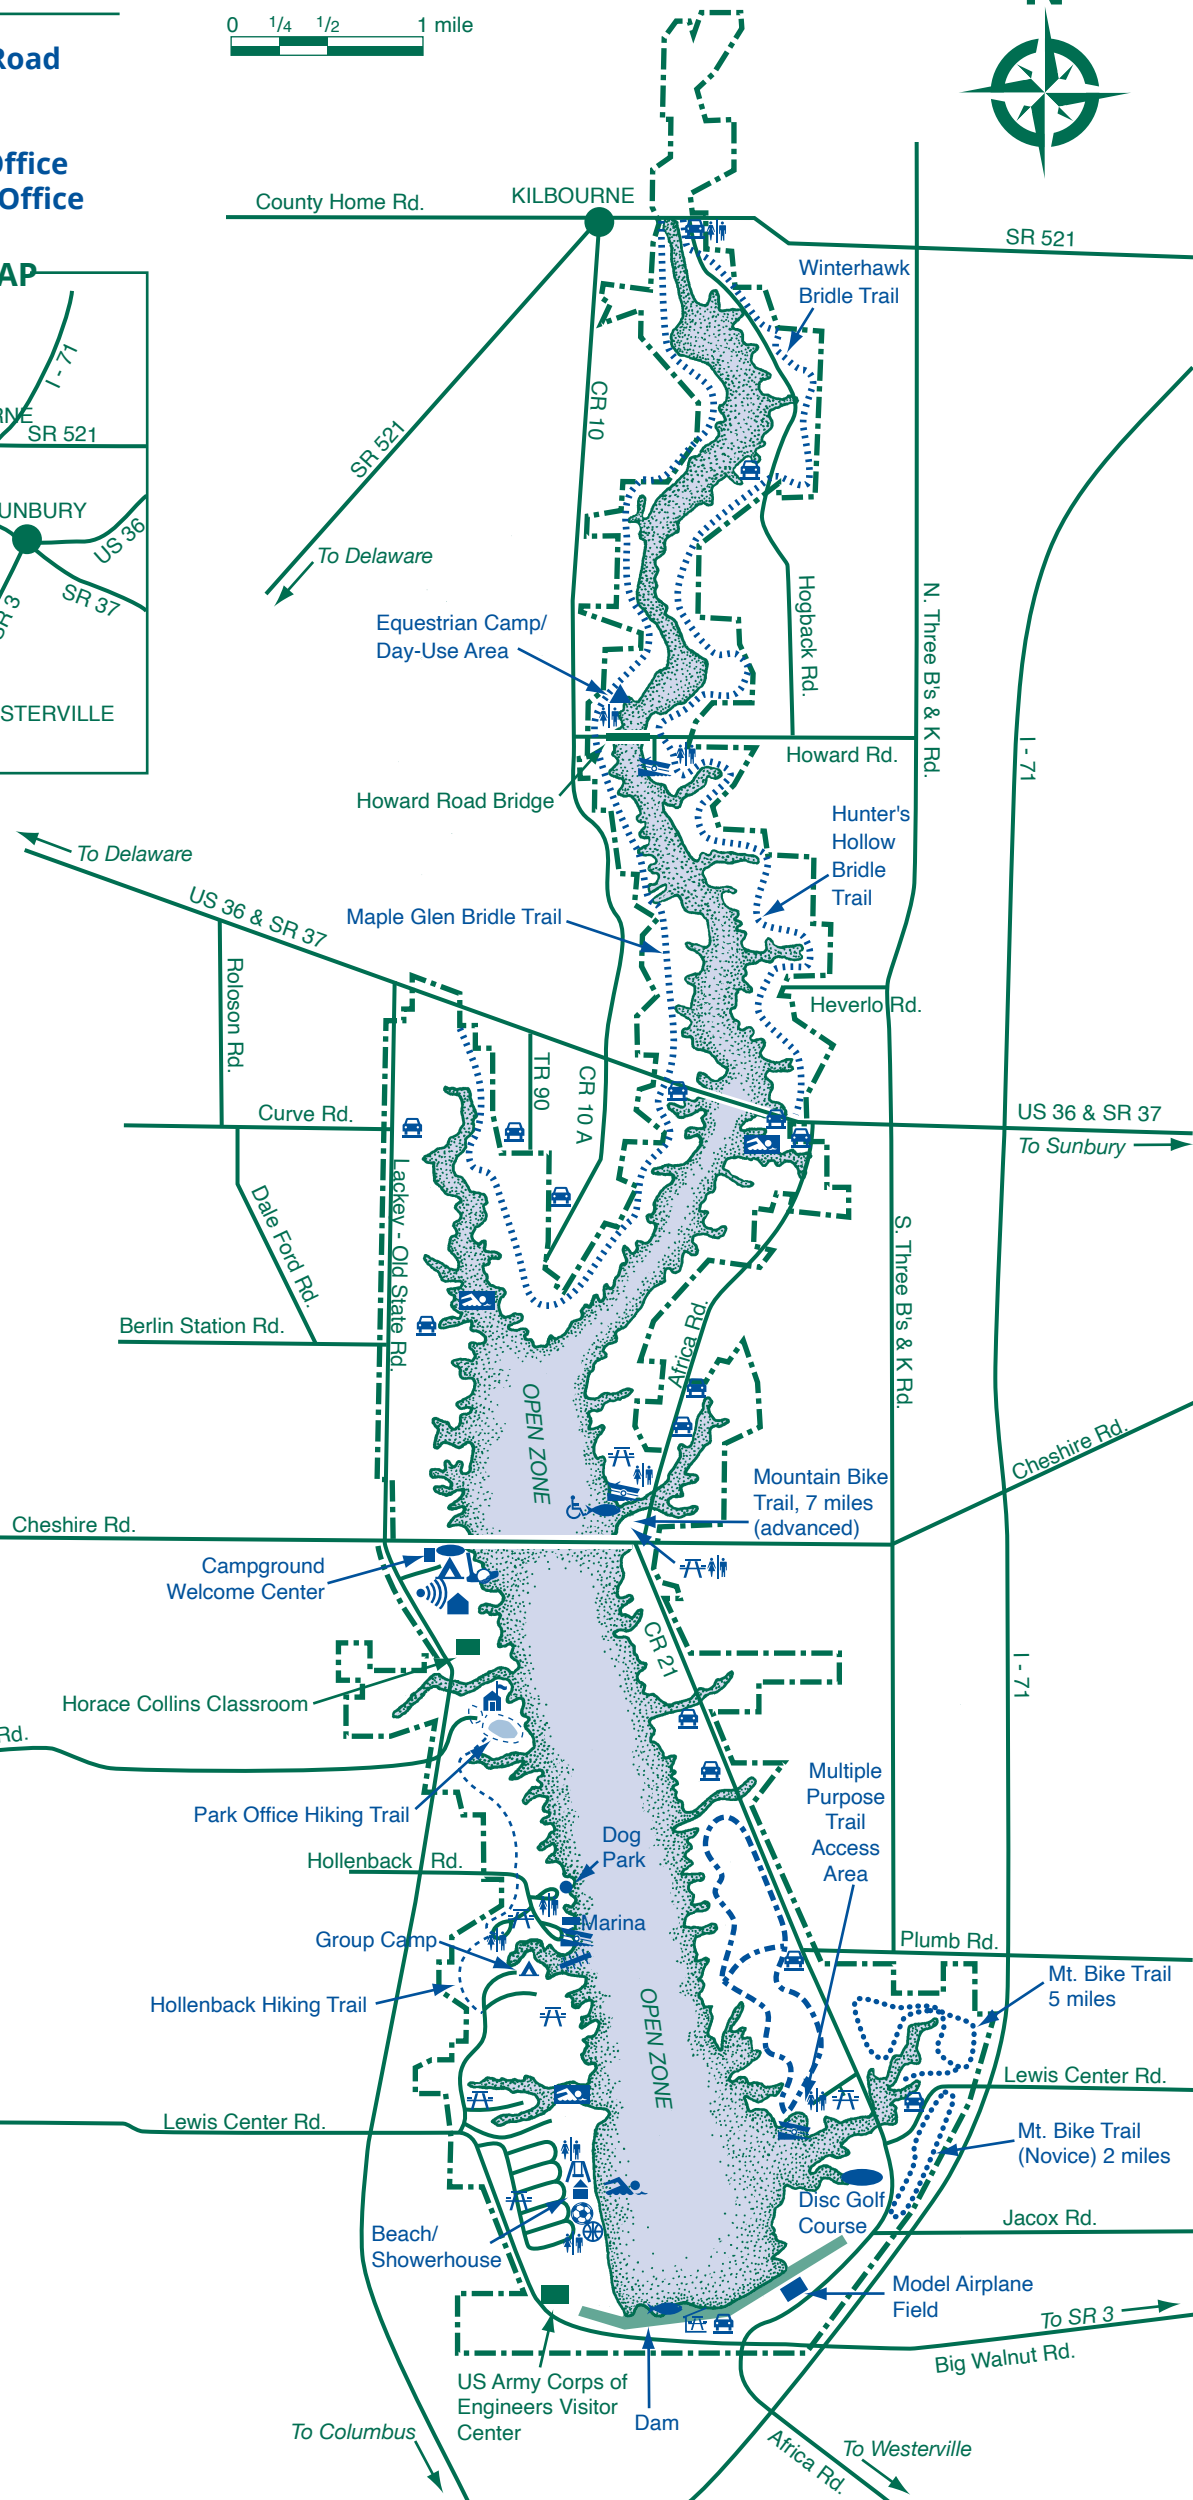 0 1/4 1/2 1 mile
N
Road
Office
Office
AP
I - 71
RNE
SR 521
UNBURY
US 36
SR 37
SR 3
STERVILLE
County Home Rd.
KILBOURNE
SR 521
Winterhawk
Bridle Trail
CR 10
SR 521
To Delaware
Equestrian Camp/
Day-Use Area
Hogback Rd.
N. Three B's & K Rd.
I - 71
Howard Rd.
Howard Road Bridge
Hunter's
Hollow
Bridle
Trail
To Delaware
US 36 & SR 37
Maple Glen Bridle Trail
Roloson Rd.
Heverlo Rd.
TR 90
CR 10 A
Curve Rd.
US 36 & SR 37
To Sunbury
Lackey - Old State Rd.
Dale Ford Rd.
S. Three B's & K Rd.
Berlin Station Rd.
Africa Rd.
OPEN ZONE
Cheshire Rd.
Mountain Bike
Trail, 7 miles
(advanced)
Cheshire Rd.
Campground
Welcome Center
CR 21
I - 71
Horace Collins Classroom
Rd.
Park Office Hiking Trail
Multiple
Purpose
Trail
Access
Area
Dog
Park
Hollenback Rd.
Marina
Group Camp
Plumb Rd.
Mt. Bike Trail
5 miles
Hollenback Hiking Trail
OPEN ZONE
Lewis Center Rd.
Lewis Center Rd.
Mt. Bike Trail
(Novice) 2 miles
Disc Golf
Course
Jacox Rd.
Beach/
Showerhouse
Model Airplane
Field
To SR 3
Big Walnut Rd.
US Army Corps of
Engineers Visitor
Center
Dam
To Columbus
Africa Rd.
To Westerville